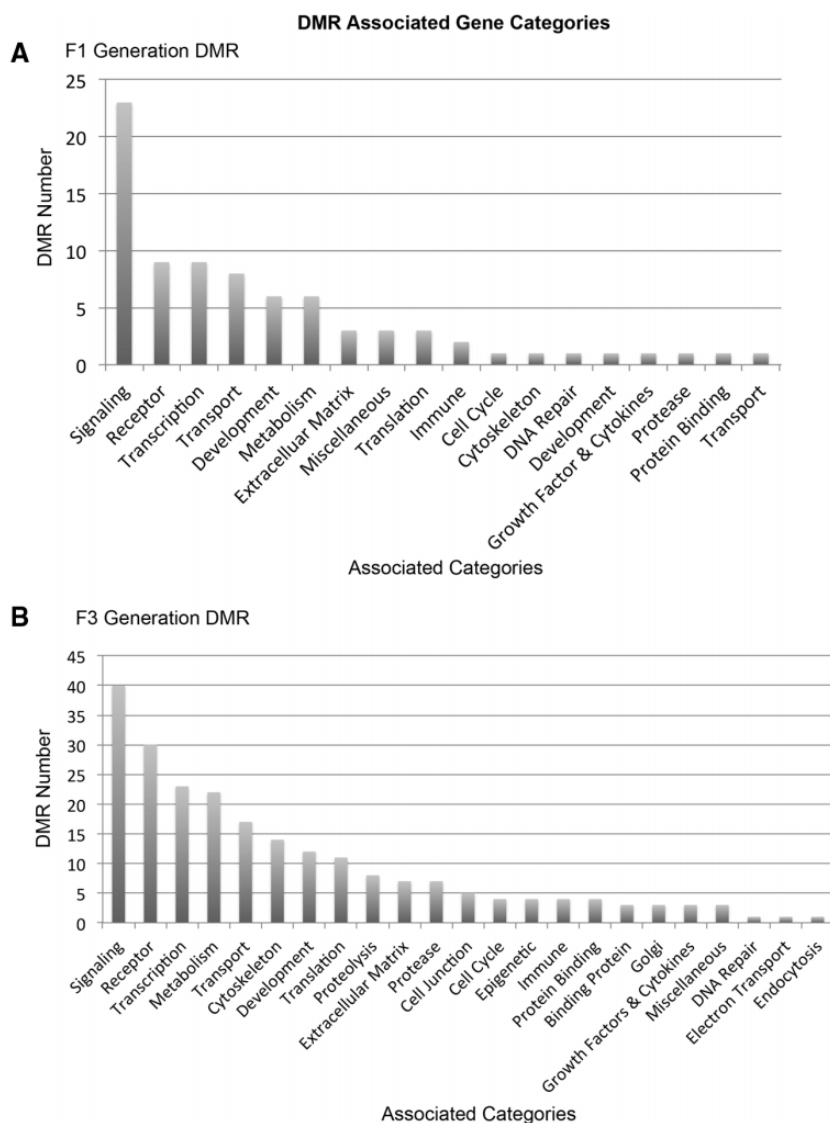 DMR Associated Gene Categories
A F1 Generation DMR
25
20
15
10
5
0
DMR Number
Signaling
Receptor
Transcription
Transport
Development
Metabolism
Extracelluar Matrix
Miscellaneous
Translation
Immune
Cell Cycle
Cytoskeleton
DNA Repair
Development
Growth Factor & Cytokines
Protease
Protein Binding
Transport
Associated Categories
B F3 Generation DMR
45
40
35
30
25
20
15
10
5
0
DMR Number
Signaling
Receptor
Transcription
Metabolism
Transport
Cytoskeleton
Development
Translation
Proteolysis
Extracellular Matrix
Protease
Cell Junction
Cell Cycle
Epigenetic
Immune
Protein Binding
Binding Protein
Golgi
Growth Factors & Cytokines
Miscellaneous
DNA Repair
Electron Transport
Endocytosis
Associated Categories